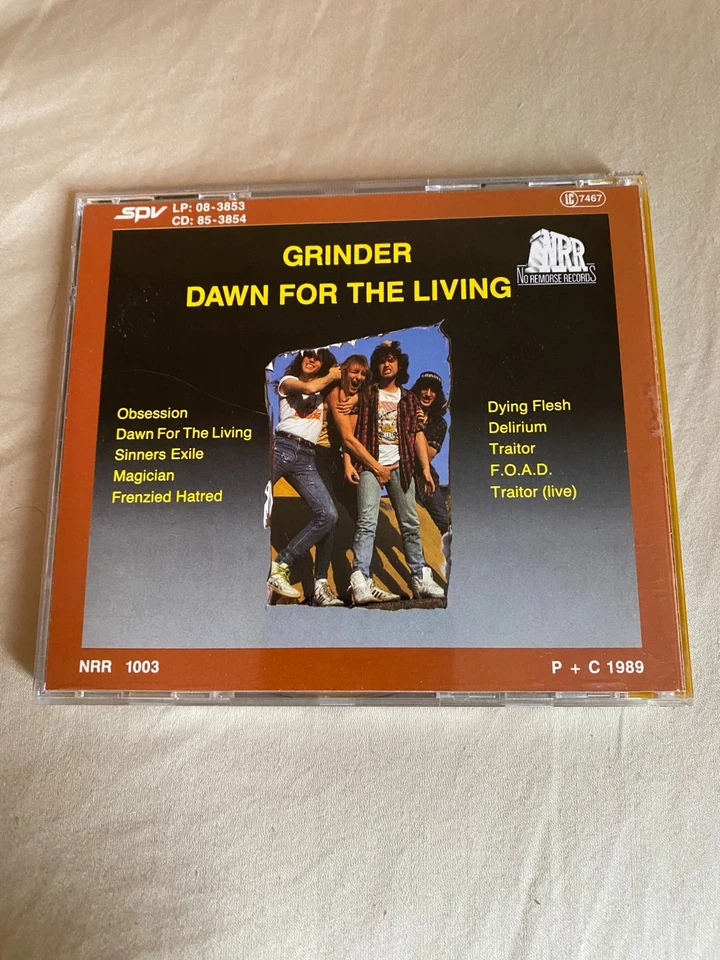 SPV LP: 08-3853
CD: 85-3854
LC 7467
GRINDER
DAWN FOR THE LIVING
NRR
NO REMORSE RECORDS
Obsession
Dawn For The Living
Sinners Exile
Magician
Frenzied Hatred
Dying Flesh
Delirium
Traitor
F.O.A.D.
Traitor (live)
NRR 1003
P + C 1989